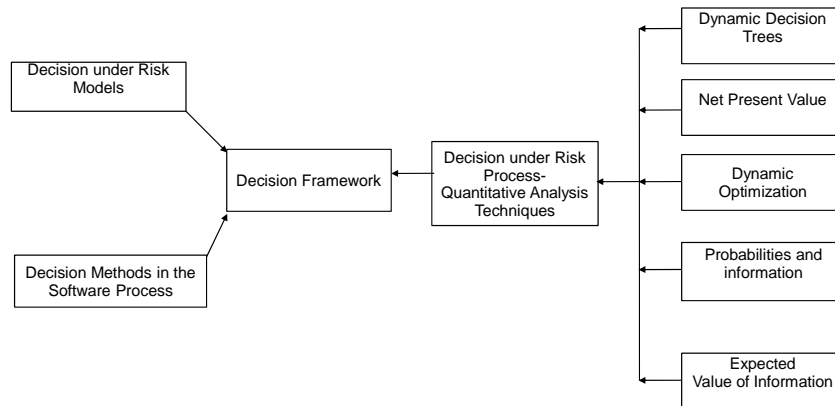 Decision under Risk
Models
Decision Methods in the
Software Process
Decision Framework
Decision under Risk
Process-
Quantitative Analysis
Techniques
Dynamic Decision
Trees
Net Present Value
Dynamic
Optimization
Probabilities and
information
Expected
Value of Information